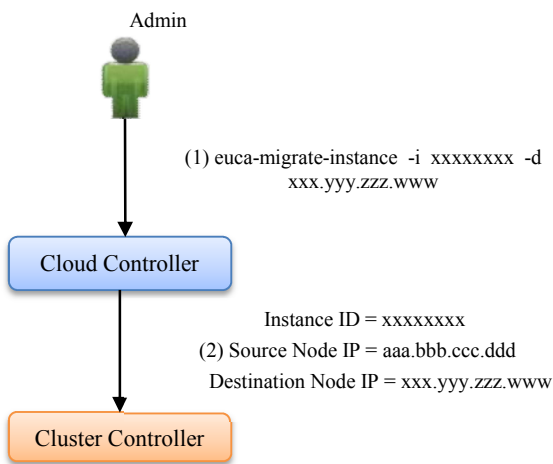 Admin
(1) euca-migrate-instance -i xxxxxxxx -d
xxx.yyy.zzz.www
Cloud Controller
Instance ID = xxxxxxxx
(2) Source Node IP = aaa.bbb.ccc.ddd
Destination Node IP = xxx.yyy.zzz.www
Cluster Controller